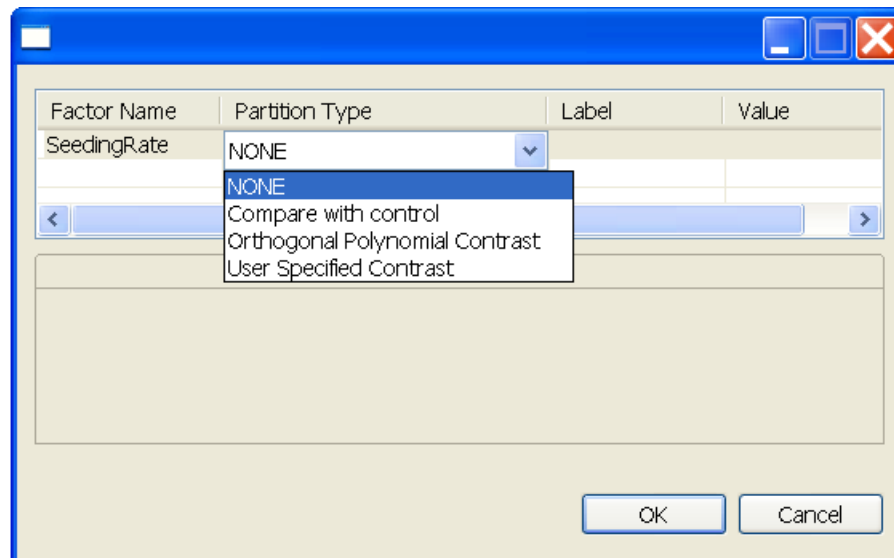 Factor Name Partition Type Label Value
SeedingRate NONE
NONE
Compare with control
Orthogonal Polynomial Contrast
User Specified Contrast
OK Cancel